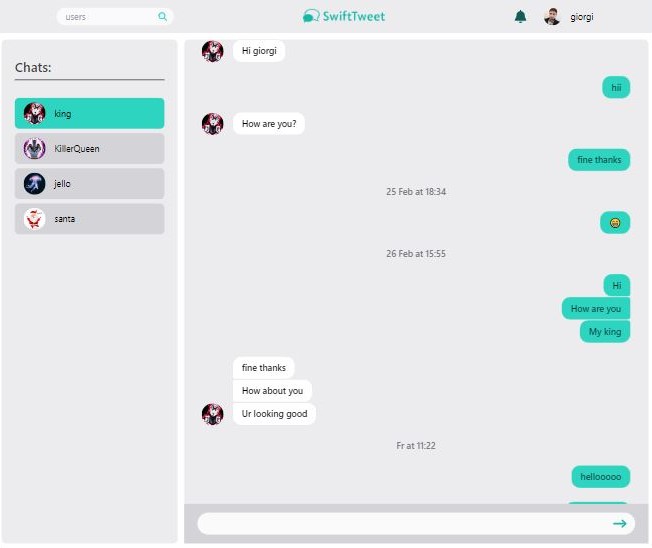 users
SwiftTweet
giorgi
Chats:
king
KillerQueen
jello
santa
Hi giorgi
hii
How are you?
fine thanks
25 Feb at 18:34
😄
26 Feb at 15:55
Hi
How are you
My king
fine thanks
How about you
Ur looking good
Fr at 11:22
hellooooo